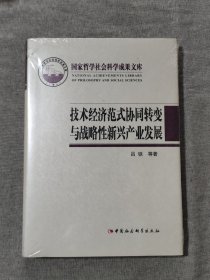 国家哲学社会科学成果文库
NATIONAL ACHIEVEMENTS LIBRARY
OF PHILOSOPHY AND SOCIAL SCIENCES
技术经济范式协同转变
与战略性新兴产业发展
吕铁 等著
中国社会科学出版社